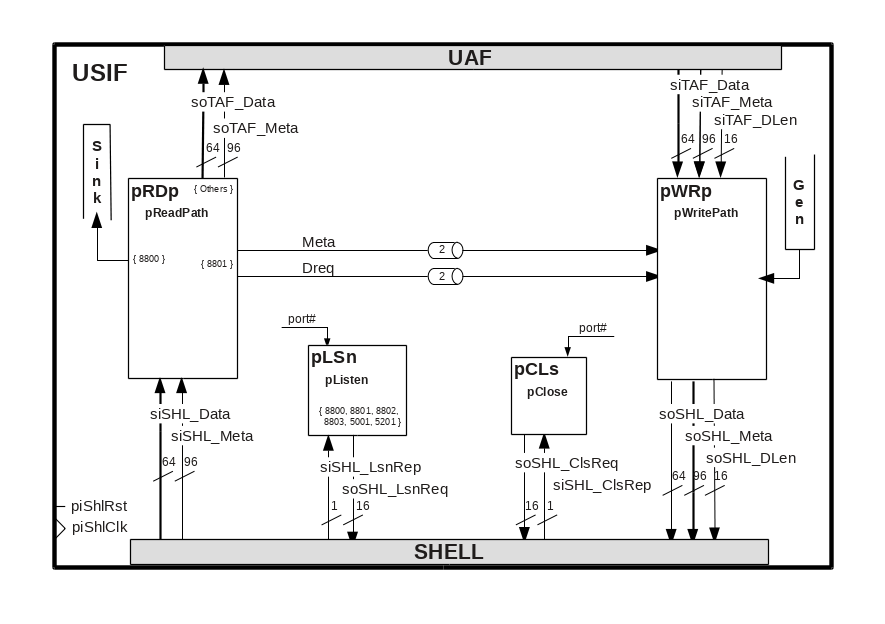 UAF
USIF
soTAF_Data
soTAF_Meta
64 96
siTAF_Data
siTAF_Meta
siTAF_DLen
64 96 16
Sink
pRDp { Others }
pReadPath
{ 8800 }
{ 8801 }
Meta
2
Dreq
2
pWRp
pWritePath
Gen
port#
pLSn
pListen
{ 8800, 8801, 8802,
8803, 5001, 5201 }
port#
pCLs
pClose
siSHL_Data
siSHL_Meta
64 96
siSHL_LsnRep
soSHL_LsnReq
1 16
soSHL_ClsReq
siSHL_ClsRep
16 1
soSHL_Data
soSHL_Meta
soSHL_DLen
64 96 16
piShlRst
piShlClk
SHELL